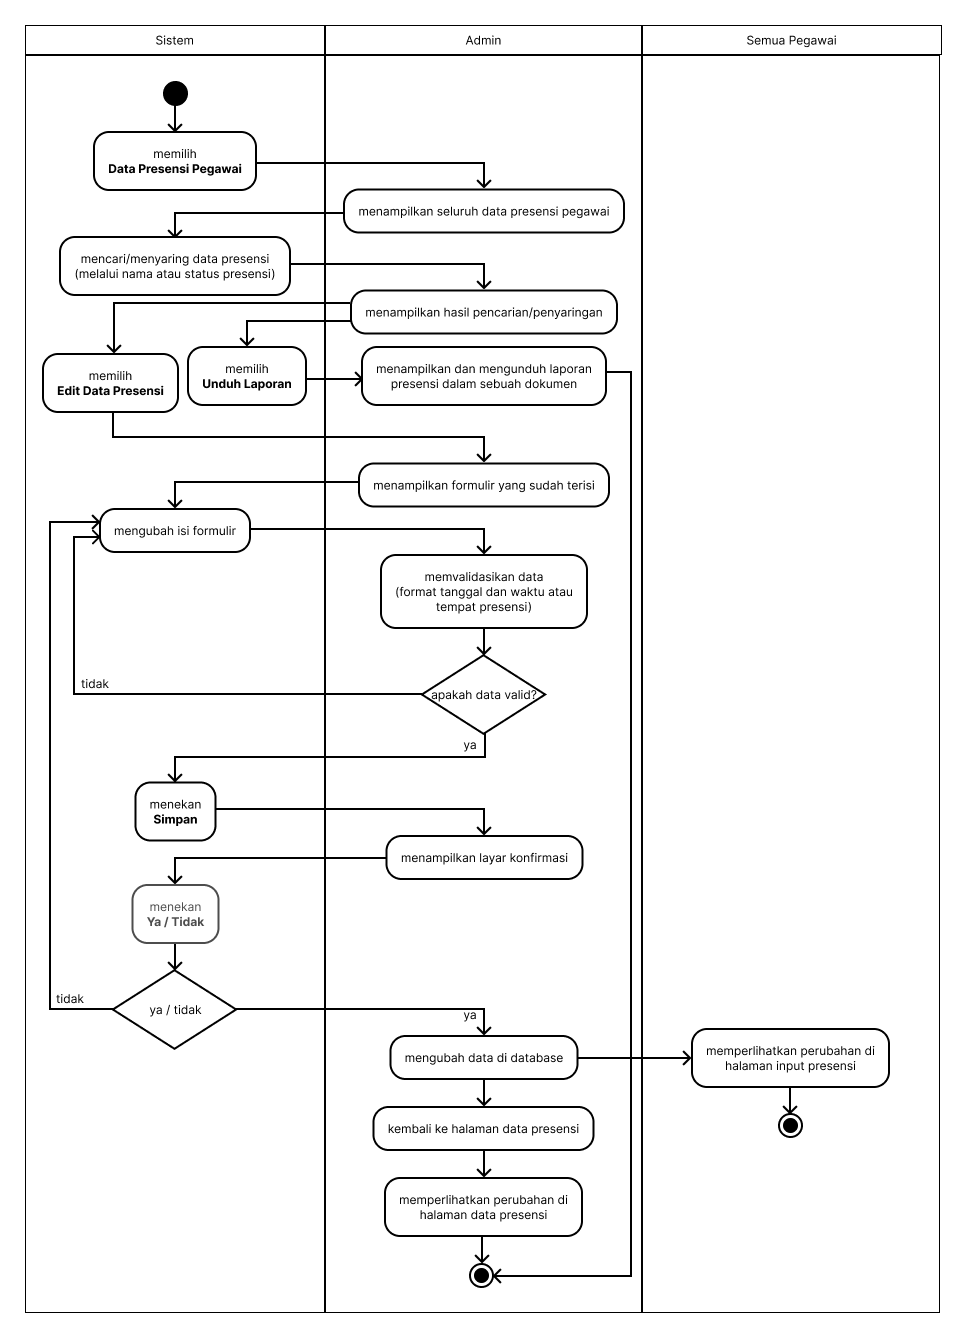 Sistem
Admin
Semua Pegawai
memilih
Data Presensi Pegawai
menampilkan seluruh data presensi pegawai
mencari/menyaring data presensi
(melalui nama atau status presensi)
menampilkan hasil pencarian/penyaringan
memilih
Edit Data Presensi
memilih
Unduh Laporan
menampilkan dan mengunduh laporan
presensi dalam sebuah dokumen
menampilkan formulir yang sudah terisi
mengubah isi formulir
memvalidasikan data
(format tanggal dan waktu atau
tempat presensi)
tidak
apakah data valid?
ya
menekan
Simpan
menampilkan layar konfirmasi
menekan
Ya / Tidak
tidak
ya / tidak
ya
mengubah data di database
memperlihatkan perubahan di
halaman input presensi
kembali ke halaman data presensi
memperlihatkan perubahan di
halaman data presensi